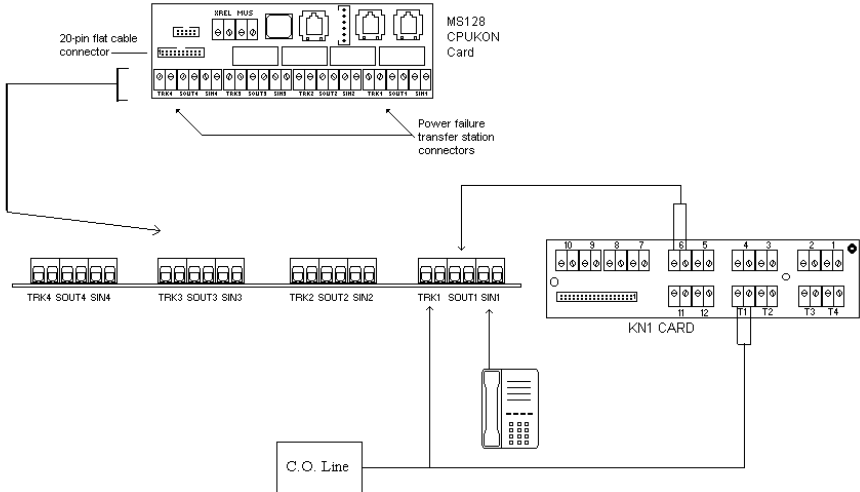 XREL MUS
MS128
CPUKON
Card
20-pin flat cable
connector
TRK4 SOUT4 SIN4 TRK3 SOUT3 SIN3 TRK2 SOUT2 SIN2 TRK1 SOUT1 SIN1
Power failure
transfer station
connectors
10 9 8 7 6 5 4 3 2 1
TRK4 SOUT4 SIN4
TRK3 SOUT3 SIN3
TRK2 SOUT2 SIN2
TRK1 SOUT1 SIN1
11 12 T1 T2 T3 T4
KN1 CARD
C.O. Line